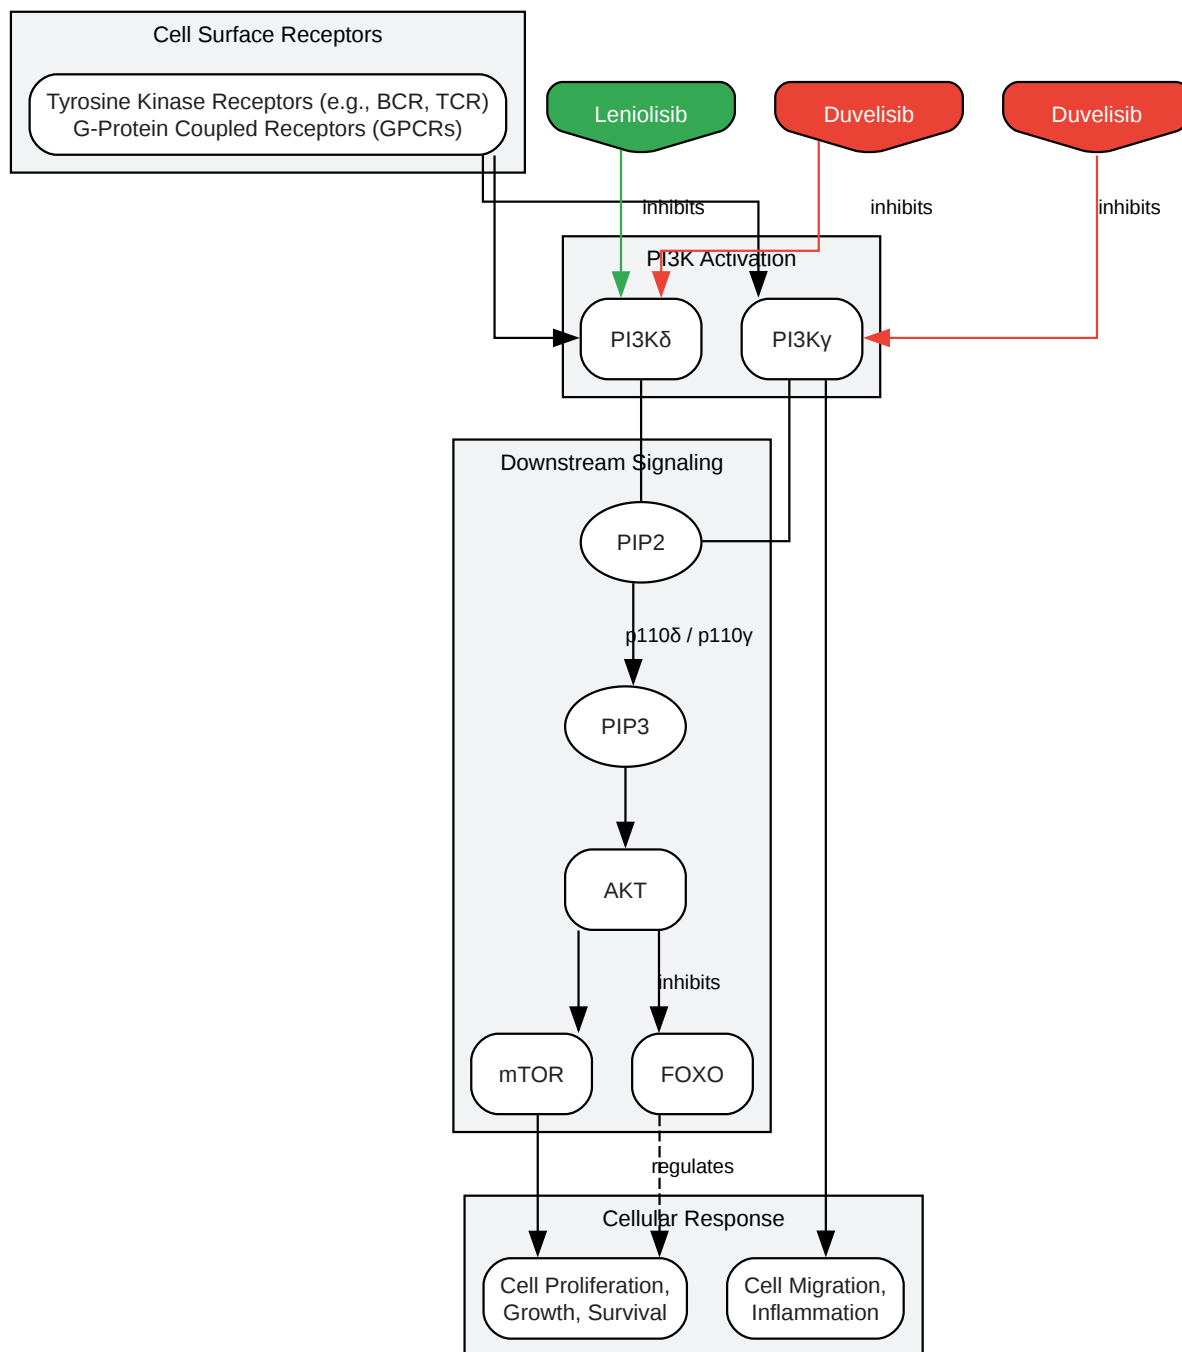 Cell Surface Receptors
Tyrosine Kinase Receptors (e.g., BCR, TCR)
G-Protein Coupled Receptors (GPCRs)
Leniolisib
Duvelisib
Duvelisib
inhibits
inhibits
inhibits
PI3K Activation
PI3Kδ
PI3Kγ
Downstream Signaling
PIP2
p110δ / p110γ
PIP3
AKT
inhibits
mTOR
FOXO
regulates
Cellular Response
Cell Proliferation,
Growth, Survival
Cell Migration,
Inflammation